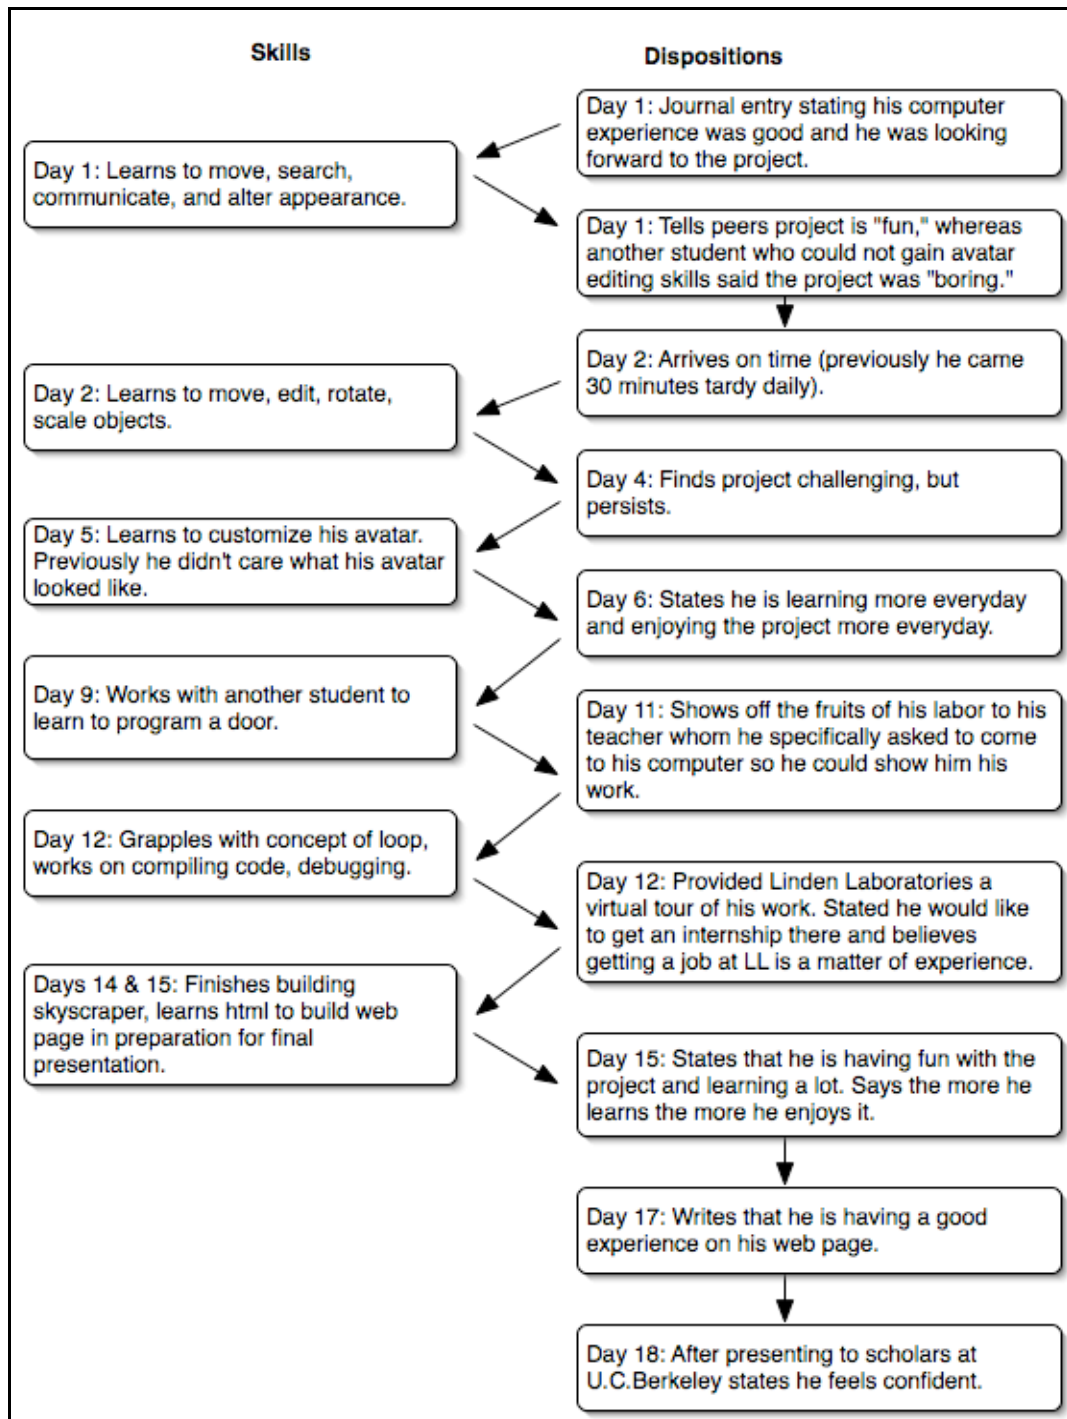 Skills
Dispositions
Day 1: Journal entry stating his computer
experience was good and he was looking
forward to the project.
Day 1: Learns to move, search,
communicate, and alter appearance.
Day 1: Tells peers project is "fun," whereas
another student who could not gain avatar
editing skills said the project was "boring."
Day 2: Arrives on time (previously he came
30 minutes tardy daily).
Day 2: Learns to move, edit, rotate,
scale objects.
Day 4: Finds project challenging, but
persists.
Day 5: Learns to customize his avatar.
Previously he didn't care what his avatar
looked like.
Day 6: States he is learning more everyday
and enjoying the project more everyday.
Day 9: Works with another student to
learn to program a door.
Day 11: Shows off the fruits of his labor to his
teacher whom he specifically asked to come
to his computer so he could show him his
work.
Day 12: Grapples with concept of loop,
works on compiling code, debugging.
Day 12: Provided Linden Laboratories a
virtual tour of his work. Stated he would like
to get an internship there and believes
getting a job at LL is a matter of experience.
Days 14 & 15: Finishes building
skyscraper, learns html to build web
page in preparation for final
presentation.
Day 15: States that he is having fun with the
project and learning a lot. Says the more he
learns the more he enjoys it.
Day 17: Writes that he is having a good
experience on his web page.
Day 18: After presenting to scholars at
U.C.Berkeley states he feels confident.